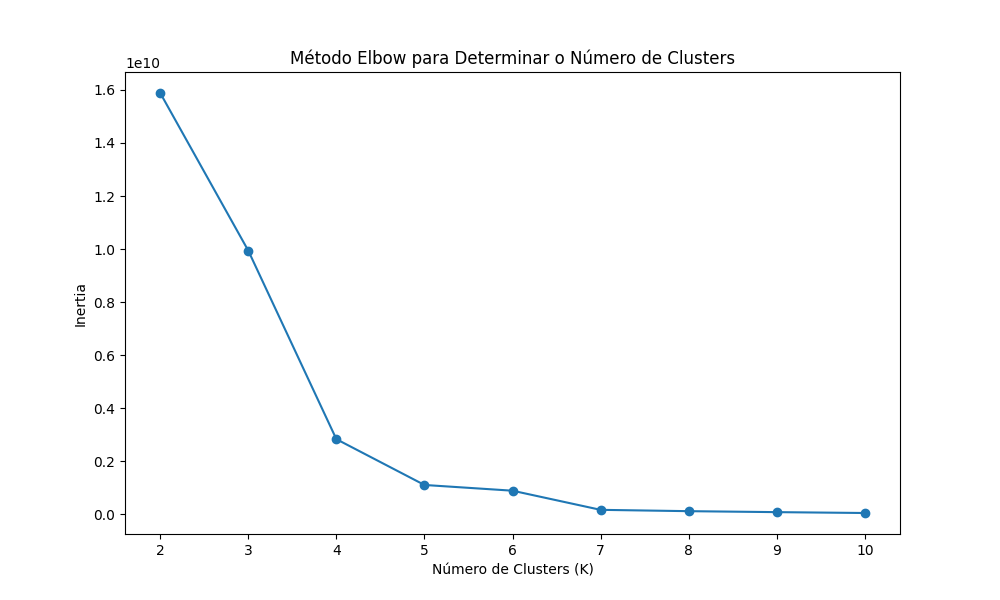 Método Elbow para Determinar o Número de Clusters
1e10
1.6
1.4
1.2
1.0
0.8
0.6
0.4
0.2
0.0
Inertia
2 3 4 5 6 7 8 9 10
Número de Clusters (K)